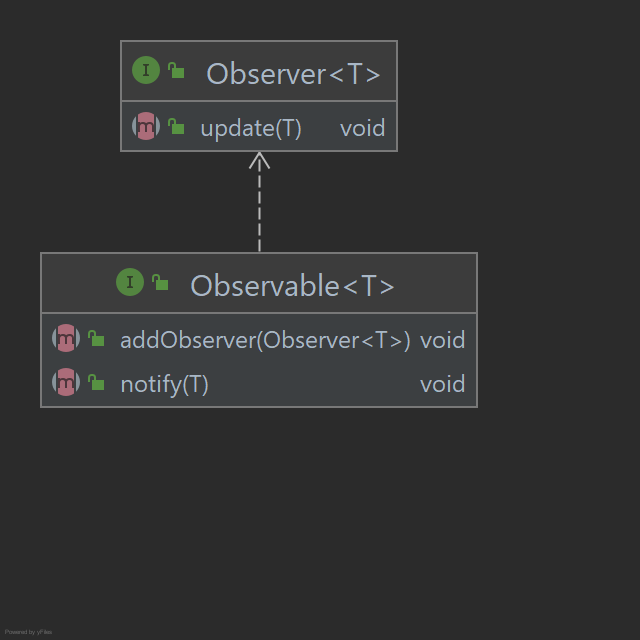 I Observer<T>
m update(T) void
I Observable<T>
m addObserver(Observer<T>) void
m notify(T) void
Powered by yFiles